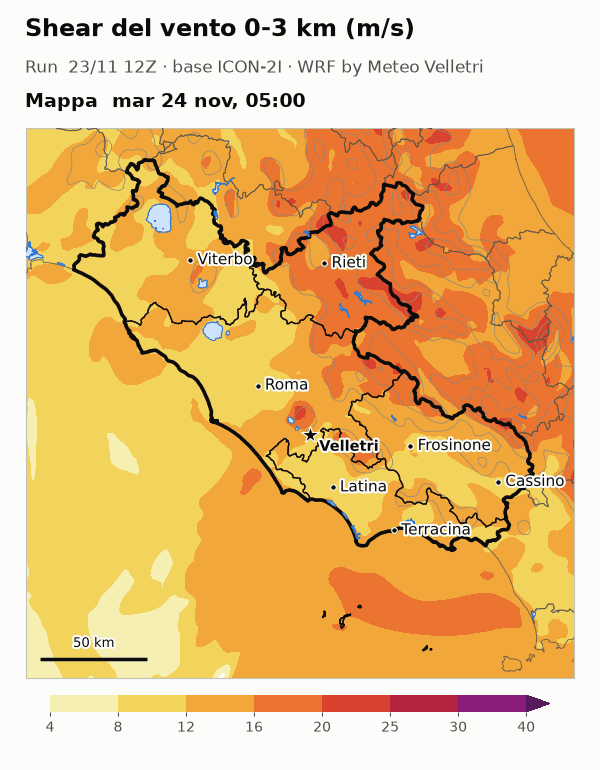 Shear del vento 0-3 km (m/s)
Run  23/11 12Z · base ICON-2I · WRF by Meteo Velletri
Mappa  mar 24 nov, 05:00
Viterbo
Rieti
Roma
Velletri
Frosinone
Latina
Cassino
Terracina
50 km
4 8 12 16 20 25 30 40